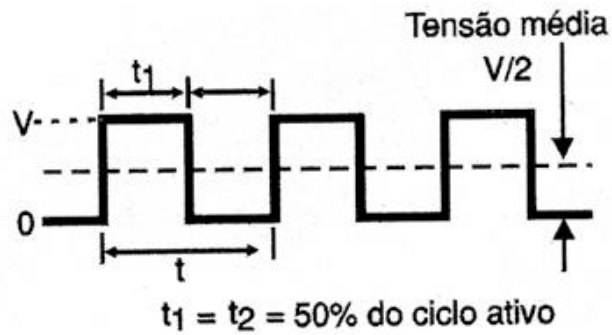 Tensão média
V/2
t1
V
0
t
t1 = t2 = 50% do ciclo ativo